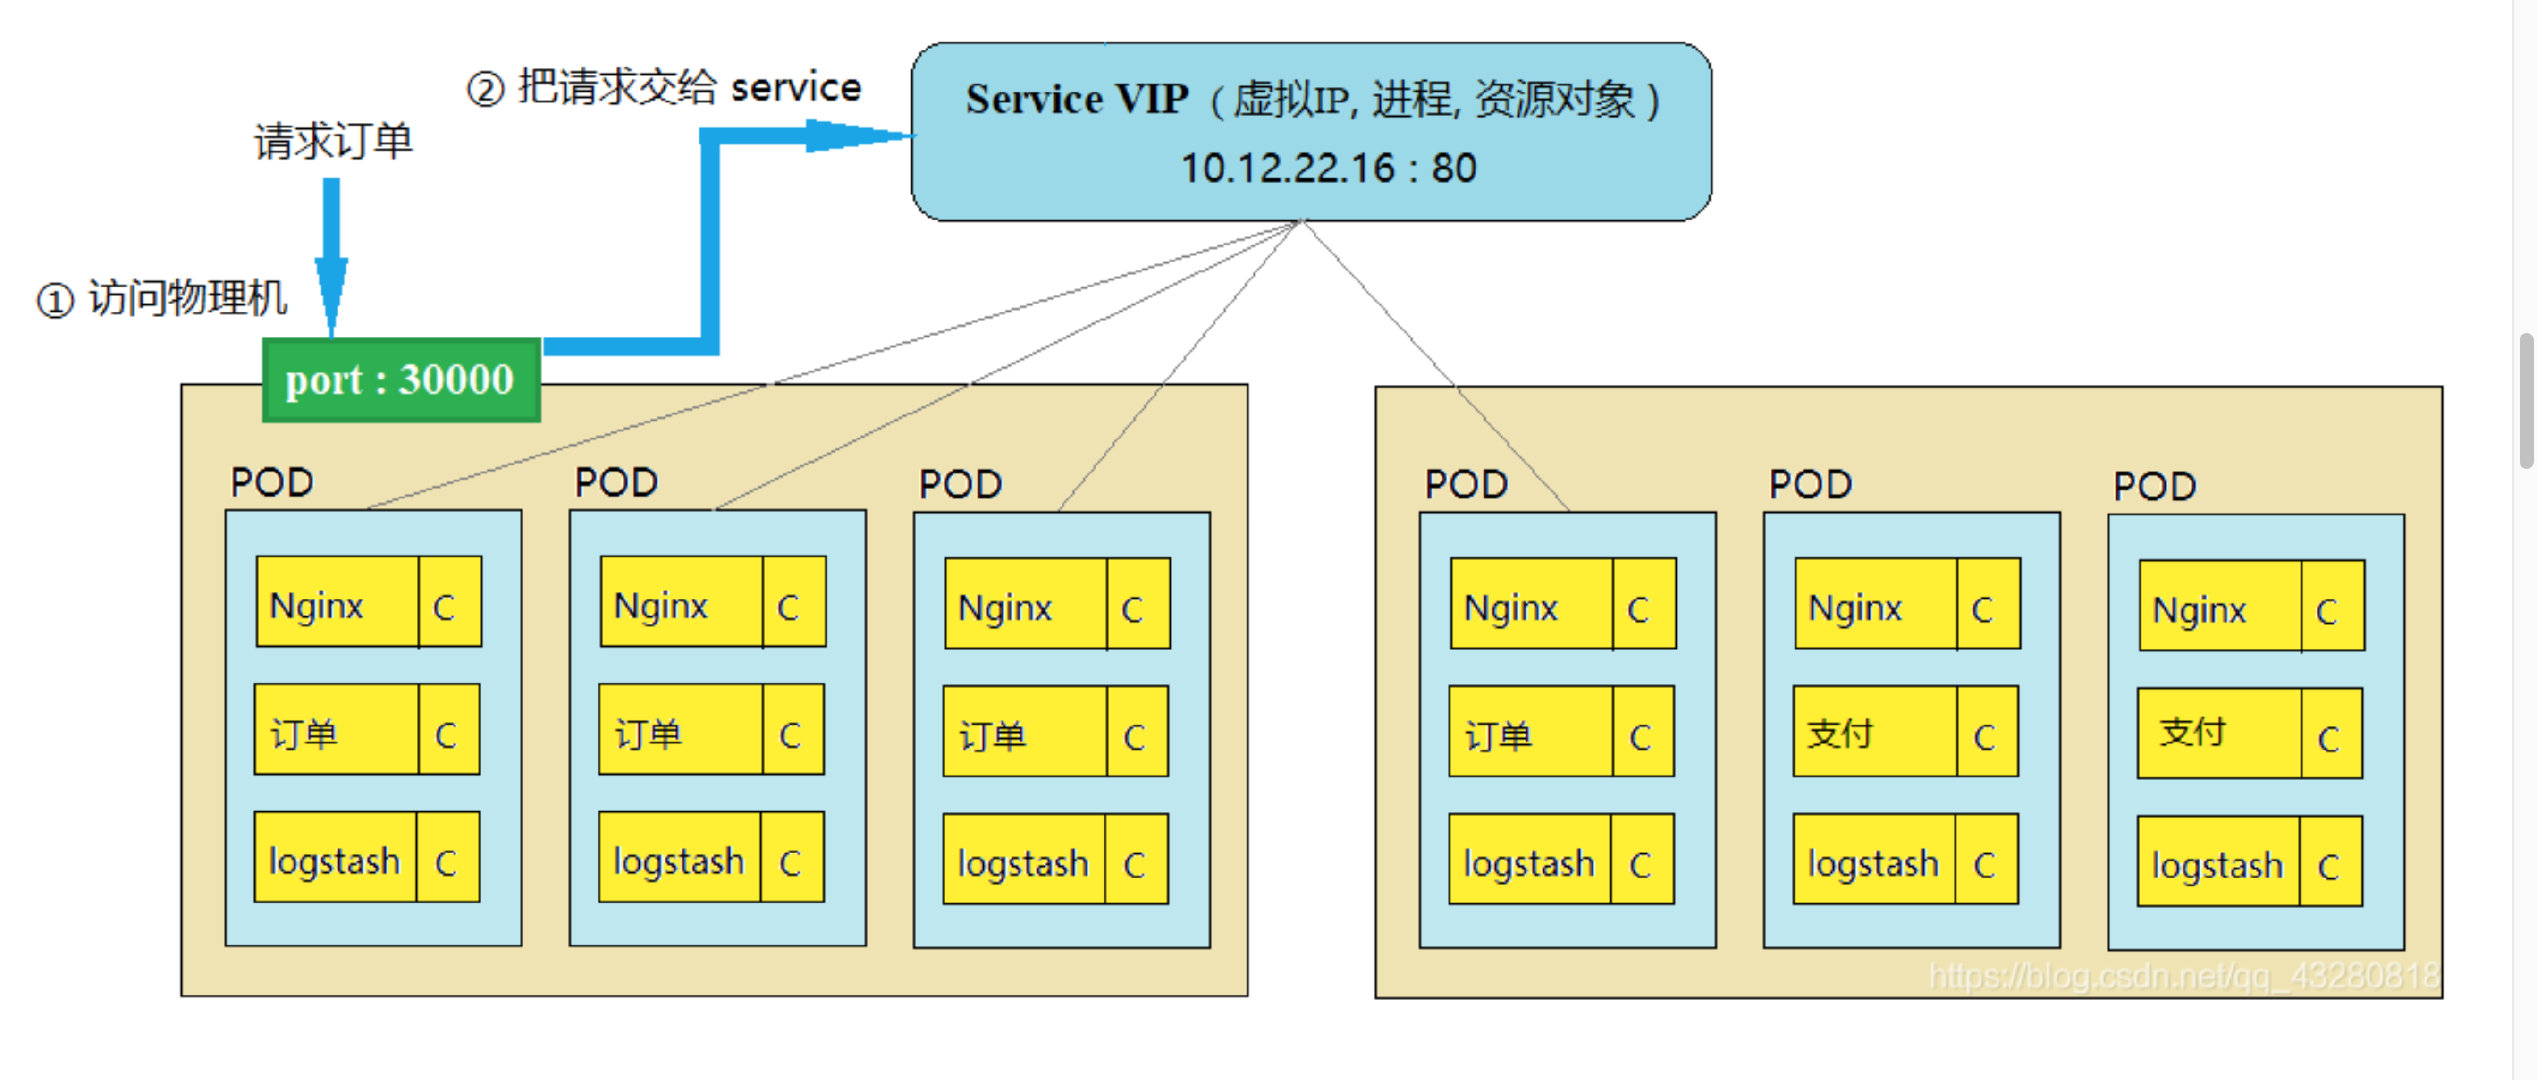 ② 把请求交给 service
Service VIP（虚拟IP, 进程, 资源对象）
10.12.22.16 : 80
请求订单
① 访问物理机
port : 30000
POD
Nginx C
订单 C
logstash C
POD
Nginx C
订单 C
logstash C
POD
Nginx C
订单 C
logstash C
POD
Nginx C
订单 C
logstash C
POD
Nginx C
支付 C
logstash C
POD
Nginx C
支付 C
logstash C
https://blog.csdn.net/qq_43280818